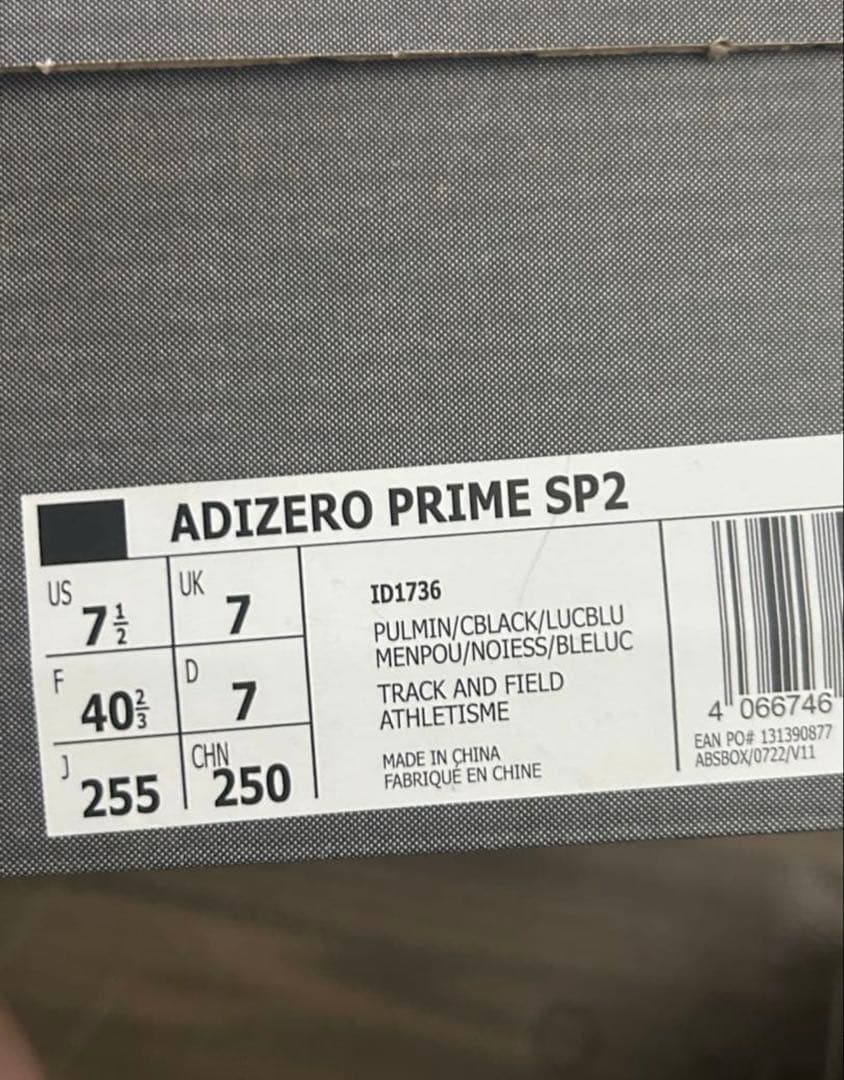 ADIZERO PRIME SP2
US 7½
UK 7
F 40⅔
D 7
J 255
CHN 250
ID1736
PULMIN/CBLACK/LUCBLU
MENPOU/NOIESS/BLELUC
TRACK AND FIELD
ATHLETISME
MADE IN CHINA
FABRIQUÉ EN CHINE
4 066746
EAN PO# 131390877
ABSBOX/0722/V11